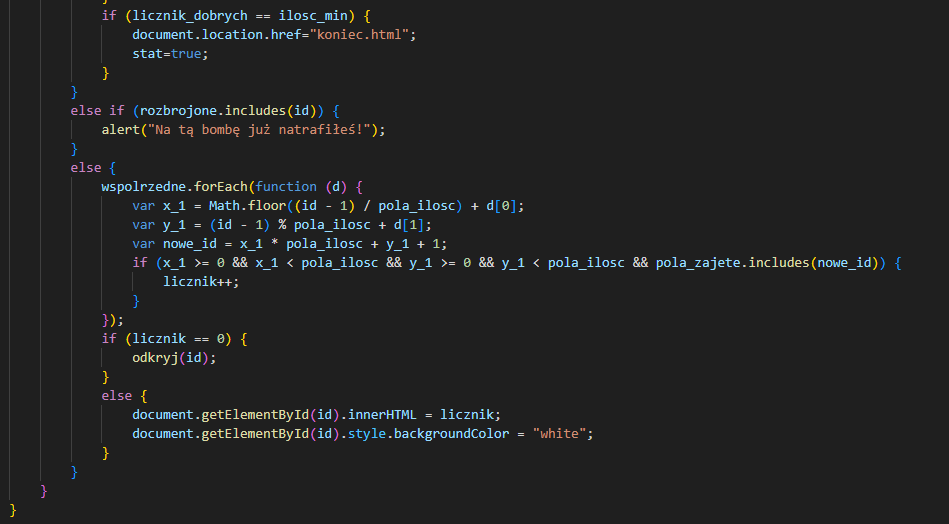 }
if (licznik_dobrych == ilosc_min) {
document.location.href="koniec.html";
stat=true;
}
}
else if (rozbrojone.includes(id)) {
alert("Na tą bombę już natrafiłeś!");
}
else {
wspolrzedne.forEach(function (d) {
var x_1 = Math.floor((id - 1) / pola_ilosc) + d[0];
var y_1 = (id - 1) % pola_ilosc + d[1];
var nowe_id = x_1 * pola_ilosc + y_1 + 1;
if (x_1 >= 0 && x_1 < pola_ilosc && y_1 >= 0 && y_1 < pola_ilosc && pola_zajete.includes(nowe_id)) {
licznik++;
}
});
if (licznik == 0) {
odkryj(id);
}
else {
document.getElementById(id).innerHTML = licznik;
document.getElementById(id).style.backgroundColor = "white";
}
}
}
}